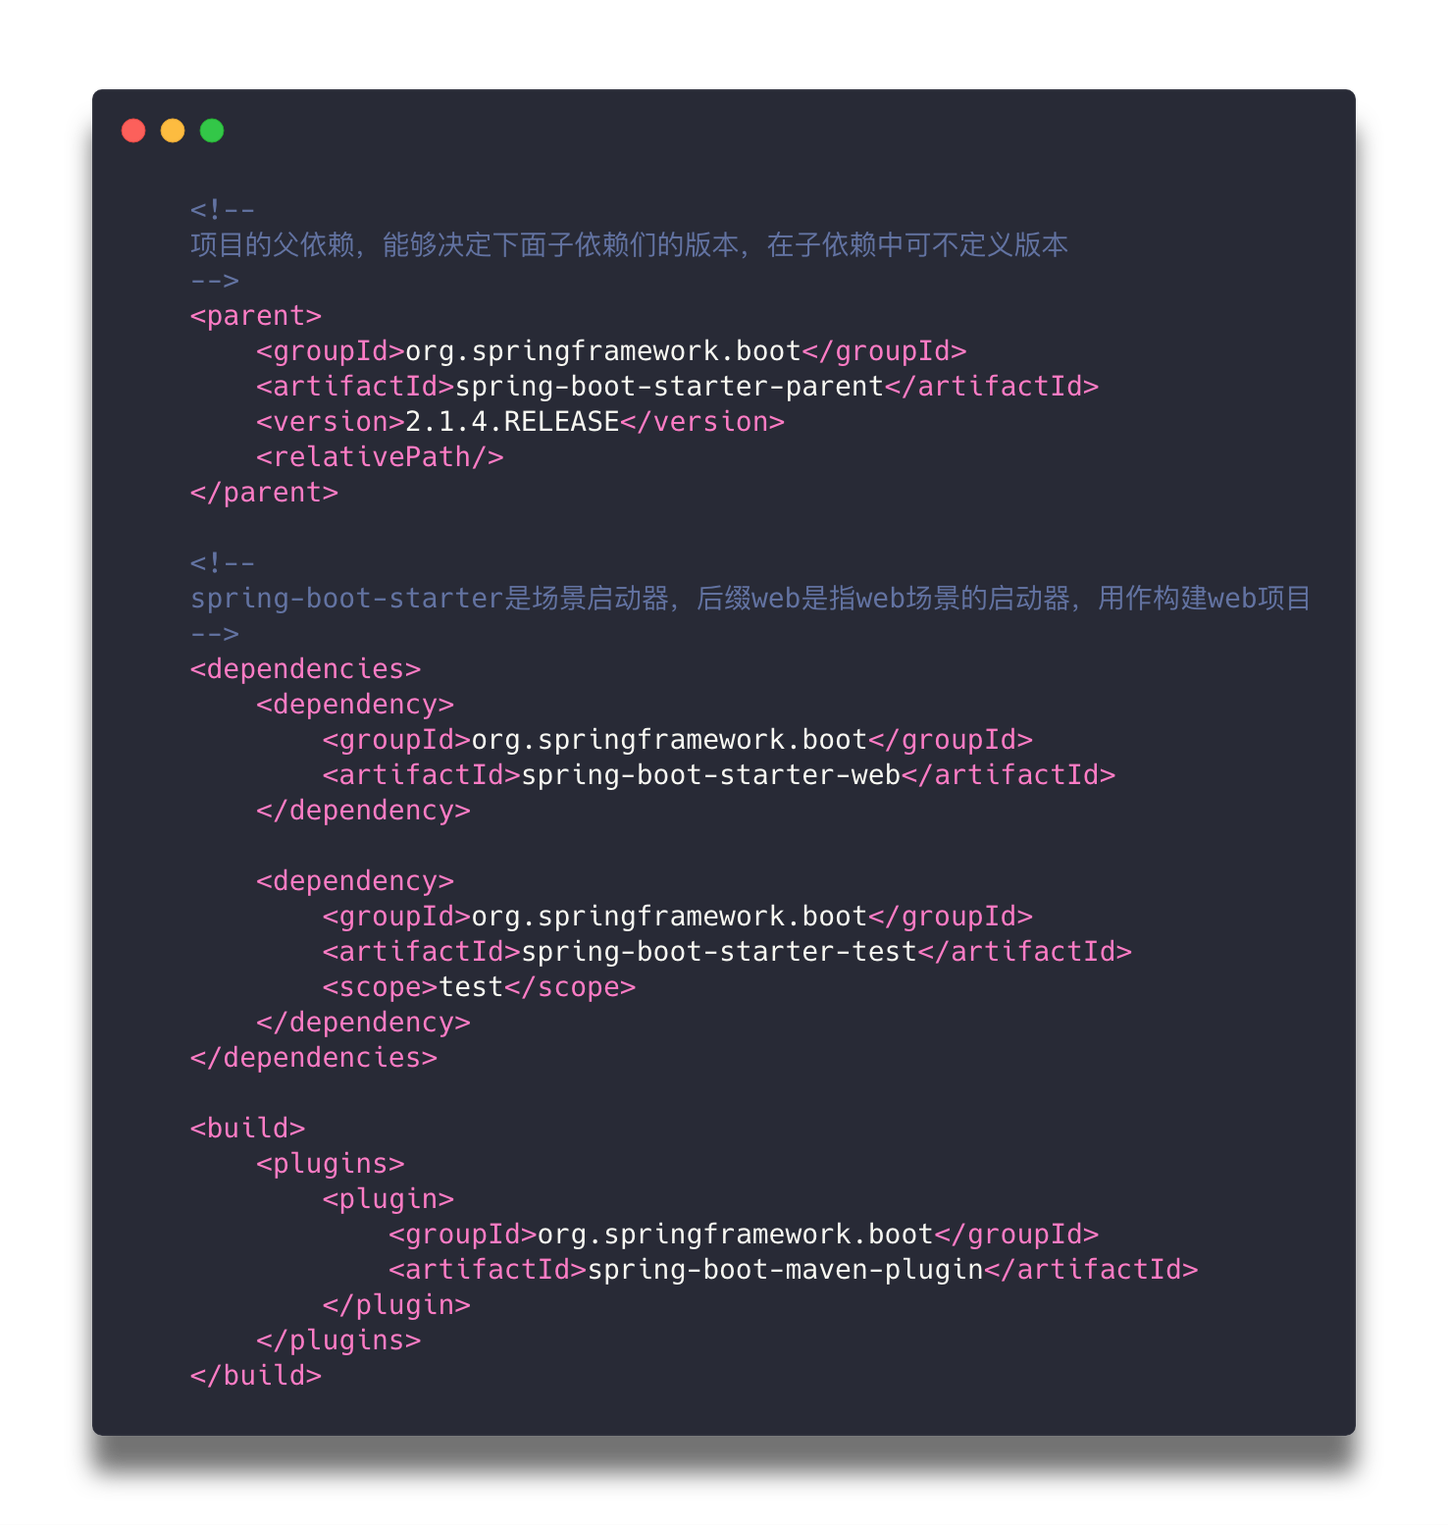 <!--
项目的父依赖，能够决定下面子依赖们的版本，在子依赖中可不定义版本
-->
<parent>
    <groupId>org.springframework.boot</groupId>
    <artifactId>spring-boot-starter-parent</artifactId>
    <version>2.1.4.RELEASE</version>
    <relativePath/>
</parent>

<!--
spring-boot-starter是场景启动器，后缀web是指web场景的启动器，用作构建web项目
-->
<dependencies>
    <dependency>
        <groupId>org.springframework.boot</groupId>
        <artifactId>spring-boot-starter-web</artifactId>
    </dependency>

    <dependency>
        <groupId>org.springframework.boot</groupId>
        <artifactId>spring-boot-starter-test</artifactId>
        <scope>test</scope>
    </dependency>
</dependencies>

<build>
    <plugins>
        <plugin>
            <groupId>org.springframework.boot</groupId>
            <artifactId>spring-boot-maven-plugin</artifactId>
        </plugin>
    </plugins>
</build>